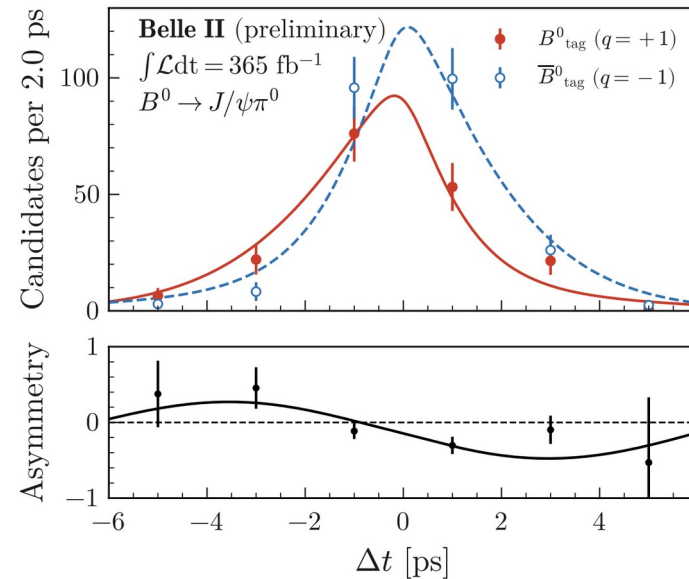 Belle II (preliminary)
∫ℒdt = 365 fb⁻¹
B⁰ → J/ψπ⁰
B⁰tag (q = +1)
B̅⁰tag (q = −1)
Candidates per 2.0 ps
100
50
0
Asymmetry
1
0
−1
−6 −4 −2 0 2 4
Δt [ps]